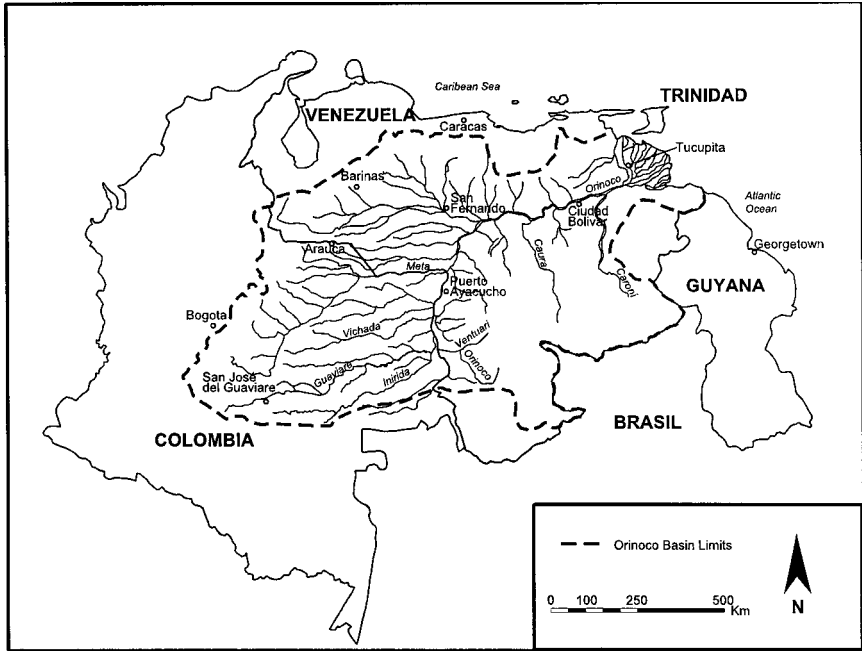 Caribean Sea
TRINIDAD
VENEZUELA
Caracas
Tucupita
Barinas
Orinoco
San
Fernando
Ciudad
Bolivar
Atlantic
Ocean
Arauca
Georgetown
Meta
Caura
Caroni
Puerto
Ayacucho
GUYANA
Bogota
Vichada
Ventuari
San José
del Guaviare
Guaviare
Inirida
Orinoco
COLOMBIA
BRASIL
Orinoco Basin Limits
0 100 250 500
Km
N